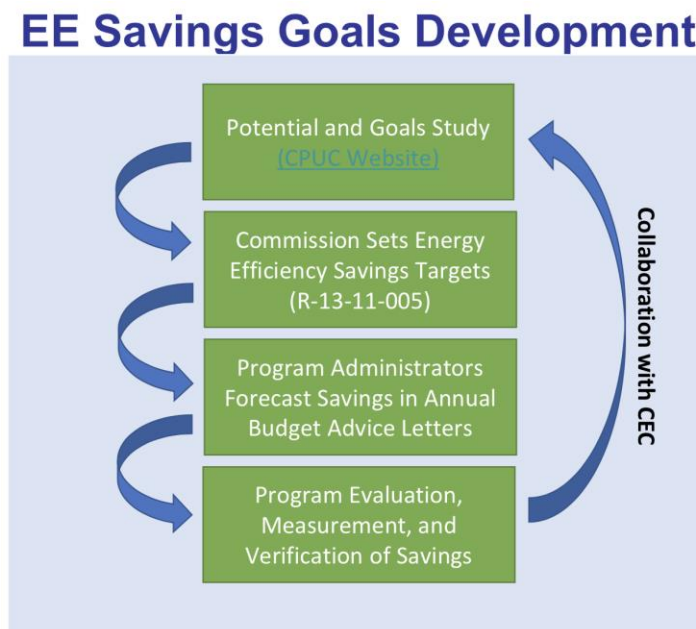 EE Savings Goals Development
Potential and Goals Study
(CPUC Website)
Commission Sets Energy
Efficiency Savings Targets
(R-13-11-005)
Program Administrators
Forecast Savings in Annual
Budget Advice Letters
Program Evaluation,
Measurement, and
Verification of Savings
Collaboration with CEC